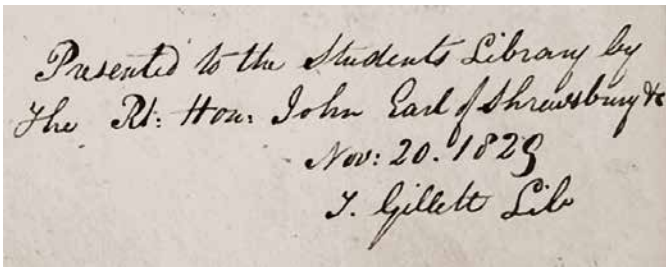 Presented to the Students Library by
The Rt: Hon: John Earl of Shrewsbury &c
Nov: 20. 1829
T. Gillett Lib